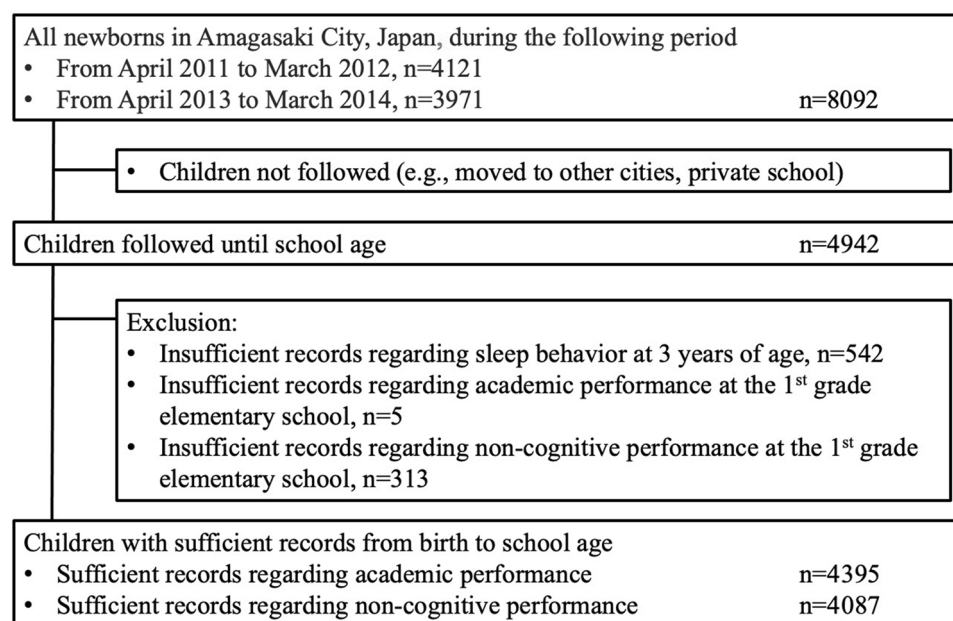 All newborns in Amagasaki City, Japan, during the following period
• From April 2011 to March 2012, n=4121
• From April 2013 to March 2014, n=3971 n=8092
• Children not followed (e.g., moved to other cities, private school)
Children followed until school age n=4942
Exclusion:
• Insufficient records regarding sleep behavior at 3 years of age, n=542
• Insufficient records regarding academic performance at the 1st grade
elementary school, n=5
• Insufficient records regarding non-cognitive performance at the 1st grade
elementary school, n=313
Children with sufficient records from birth to school age
• Sufficient records regarding academic performance n=4395
• Sufficient records regarding non-cognitive performance n=4087